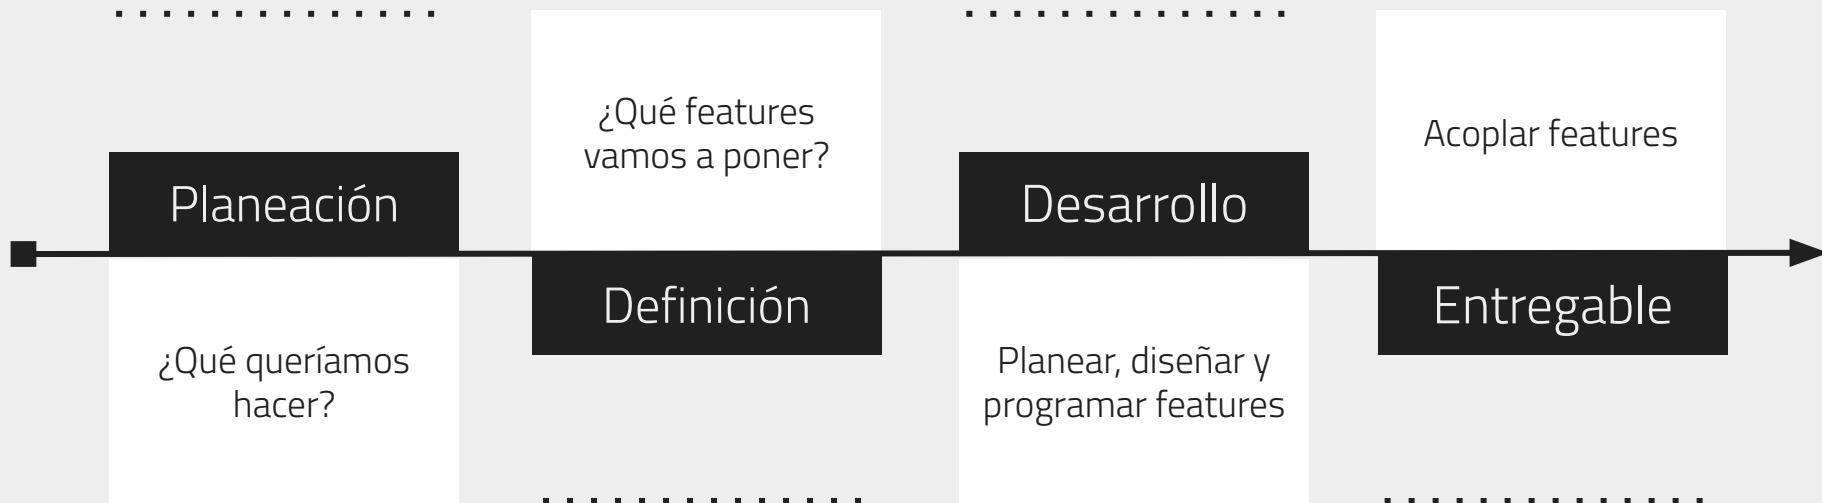 Planeación
¿Qué queríamos
hacer?
¿Qué features
vamos a poner?
Definición
Desarrollo
Planear, diseñar y
programar features
Acoplar features
Entregable